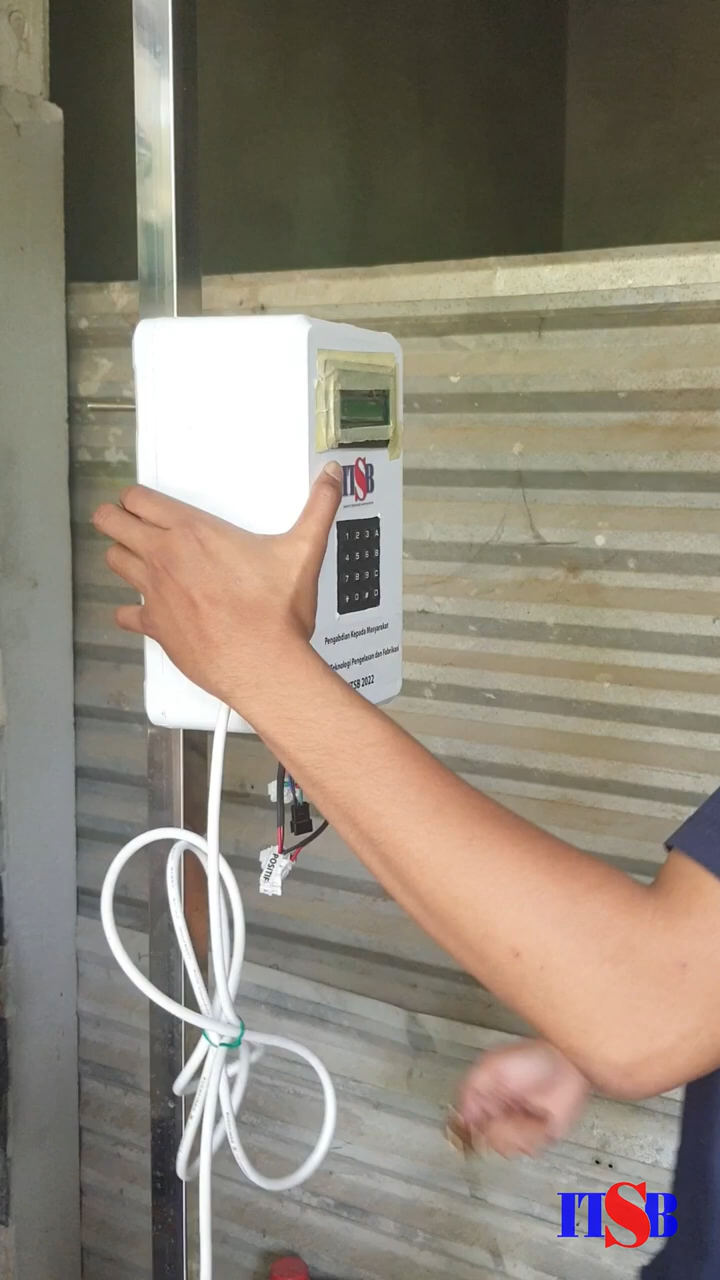 ITSB
1 2 3 A
4 5 6 B
7 8 9 C
* 0 # D
Pengabdian Kepada Masyarakat
Teknologi Pengelasan dan Fabrikasi
ITSB 2022
POSITIF
ITSB